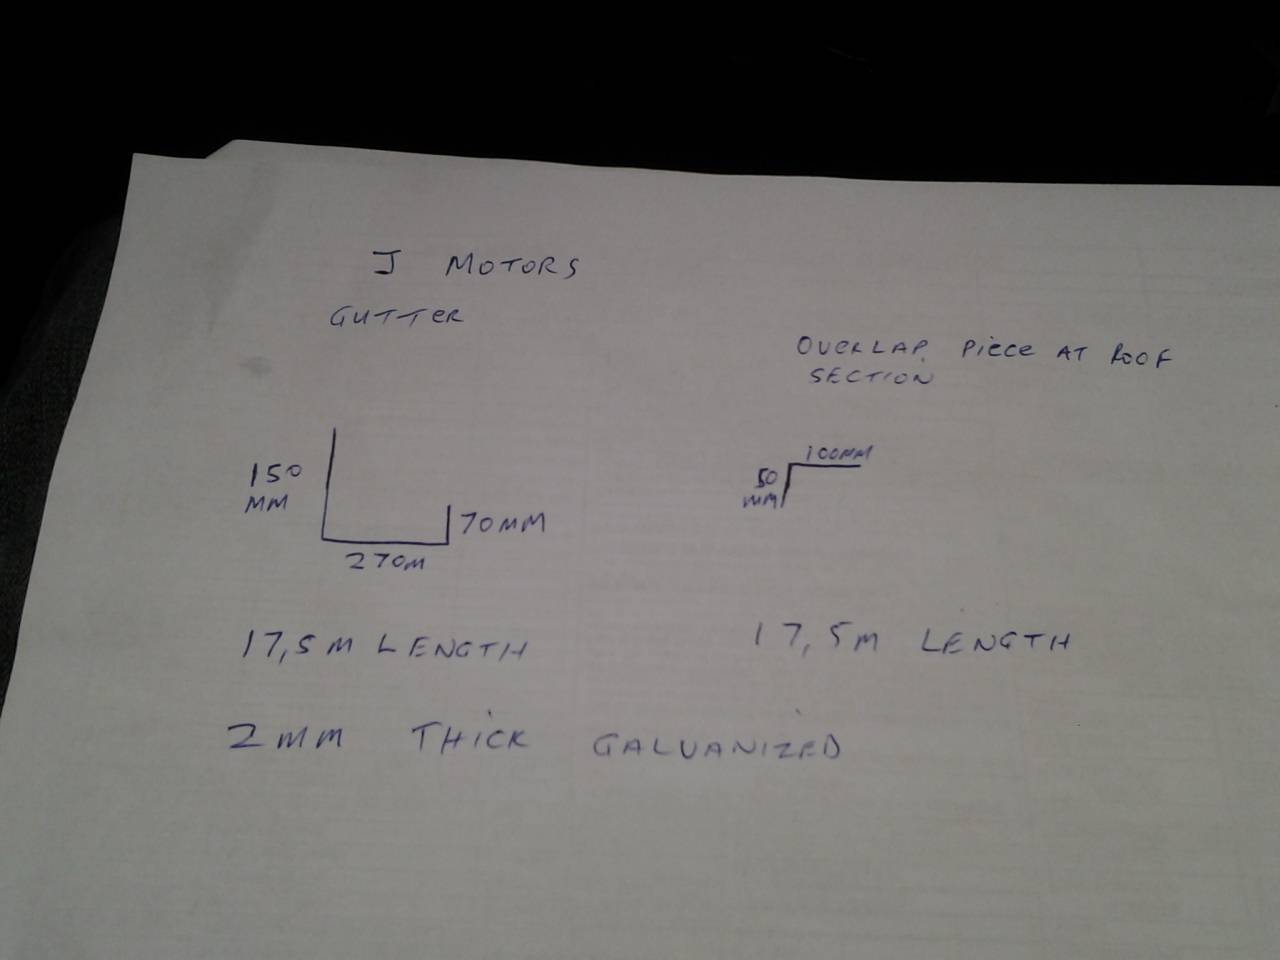 J MOTORS
GUTTER
OVERLAP PIECE AT ROOF
SECTION
150
MM
70MM
270M
100MM
50
MM
17,5M LENGTH
17,5M LENGTH
2MM THICK GALVANIZED